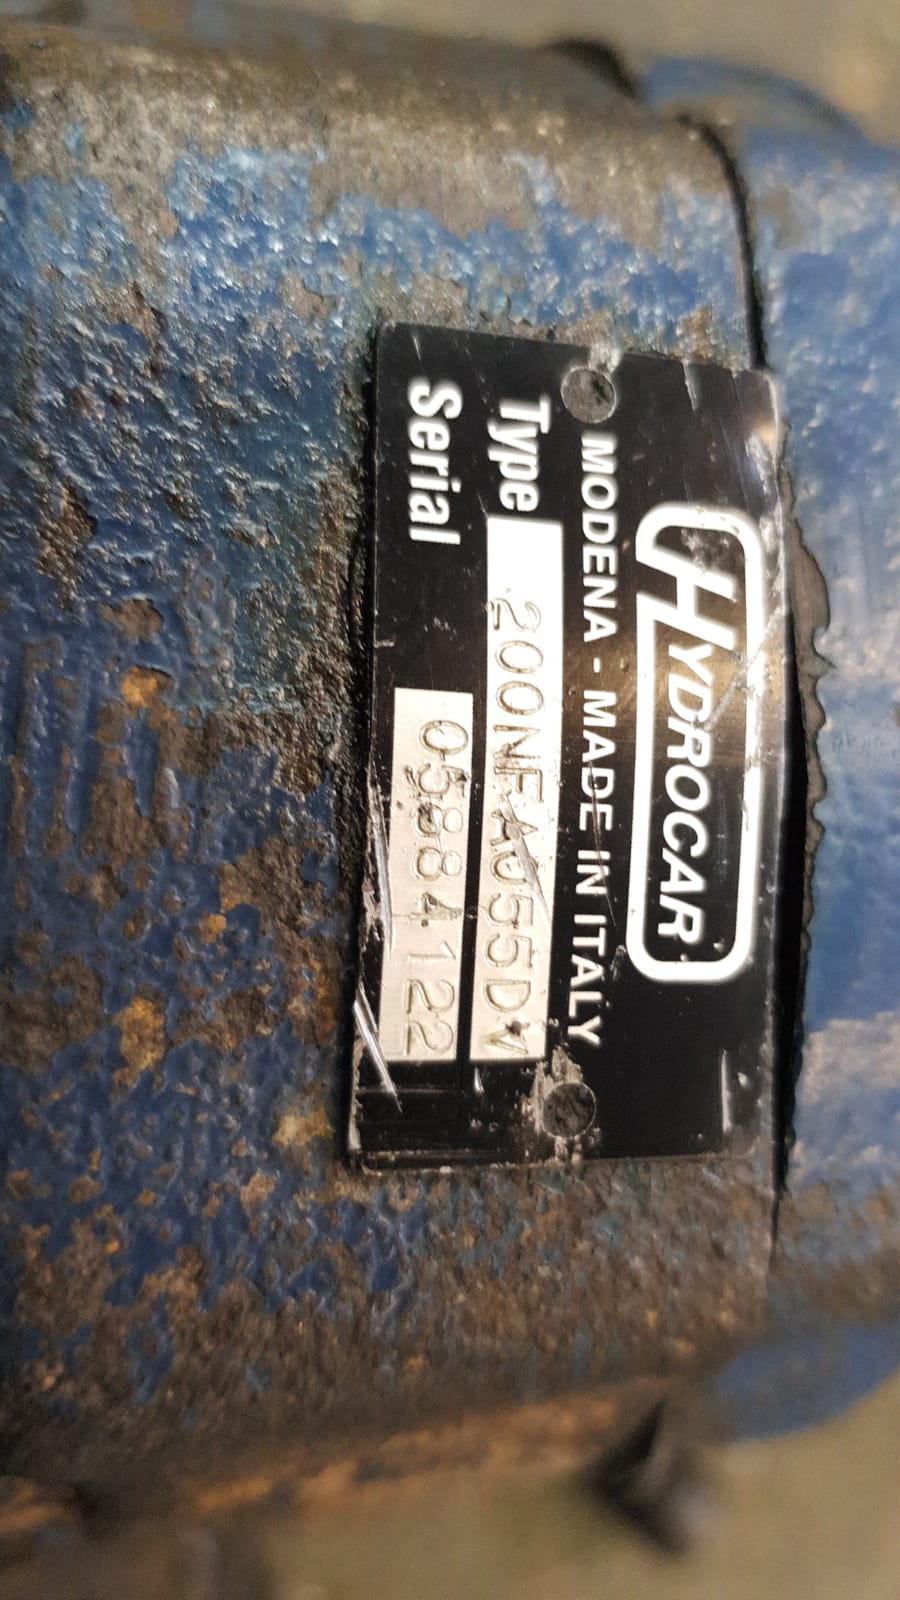 HYDROCAR
MODENA - MADE IN ITALY
Type 200NFA055DV
Serial 05884122